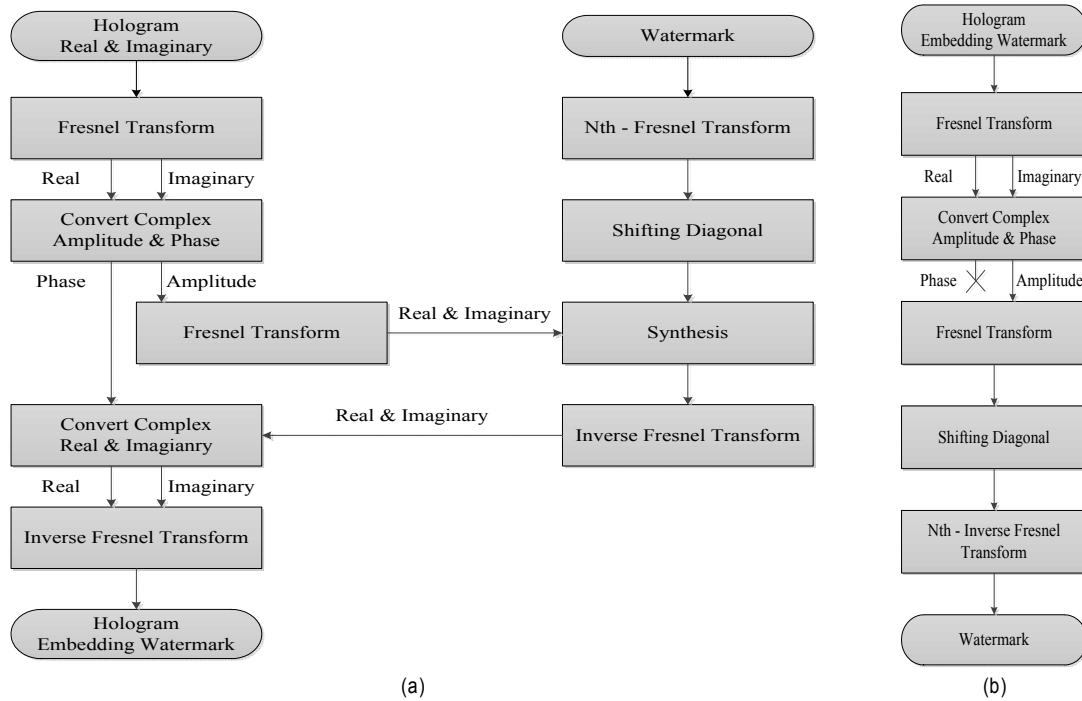 Hologram
Real & Imaginary
Fresnel Transform
Real
Imaginary
Convert Complex
Amplitude & Phase
Phase
Amplitude
Fresnel Transform
Real & Imaginary
Convert Complex
Real & Imagianry
Real
Imaginary
Inverse Fresnel Transform
Hologram
Embedding Watermark
Watermark
Nth - Fresnel Transform
Shifting Diagonal
Synthesis
Real & Imaginary
Inverse Fresnel Transform
(a)
Hologram
Embedding Watermark
Fresnel Transform
Real
Imaginary
Convert Complex
Amplitude & Phase
Phase
Amplitude
Fresnel Transform
Shifting Diagonal
Nth - Inverse Fresnel
Transform
Watermark
(b)